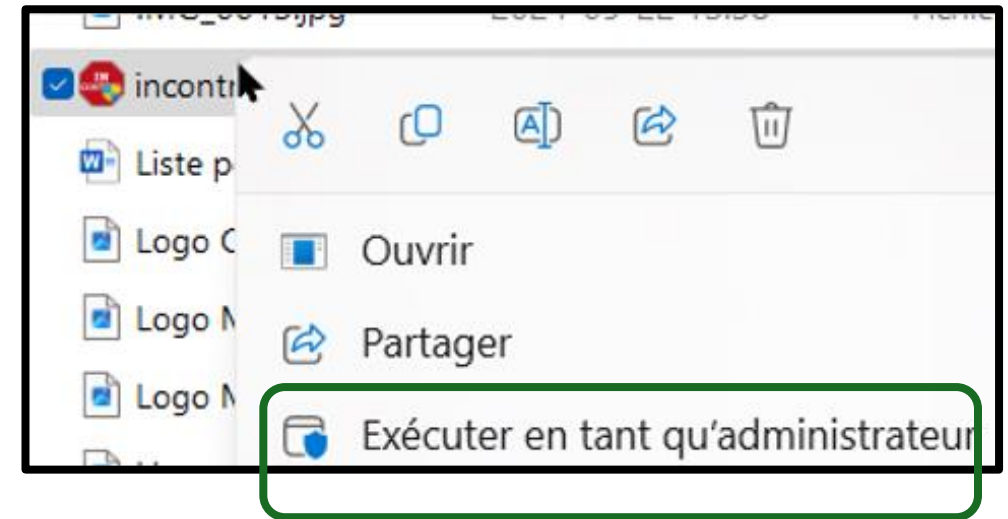 incontr
Liste p
Logo C
Logo M
Logo M
Ouvrir
Partager
Exécuter en tant qu’administrateur